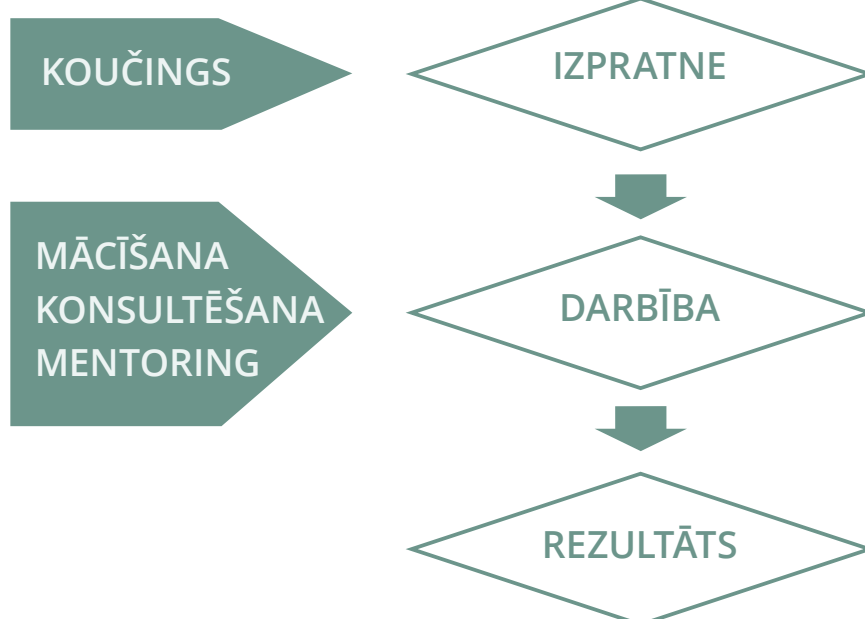 KOUČINGS
IZPRATNE
MĀCĪŠANA
KONSULTĒŠANA
MENTORING
DARBĪBA
REZULTĀTS